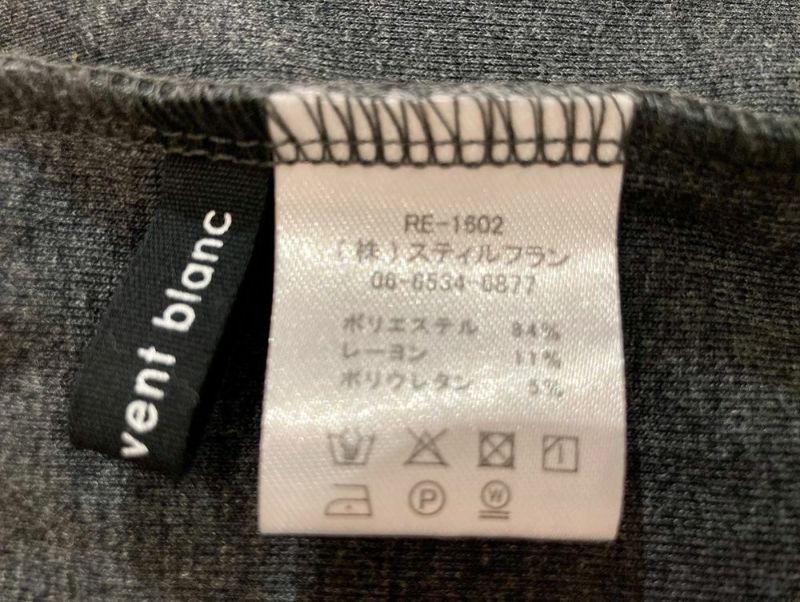 vent blanc
RE-1602
(株)スティルフラン
06-6534-0877
ポリエステル 84%
レーヨン 11%
ポリウレタン 5%
P
W